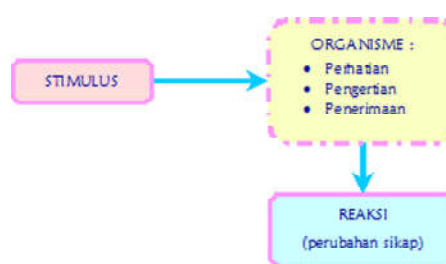 STIMULUS
ORGANISME :
• Perhatian
• Pengertian
• Penerimaan
REAKSI
(perubahan sikap)